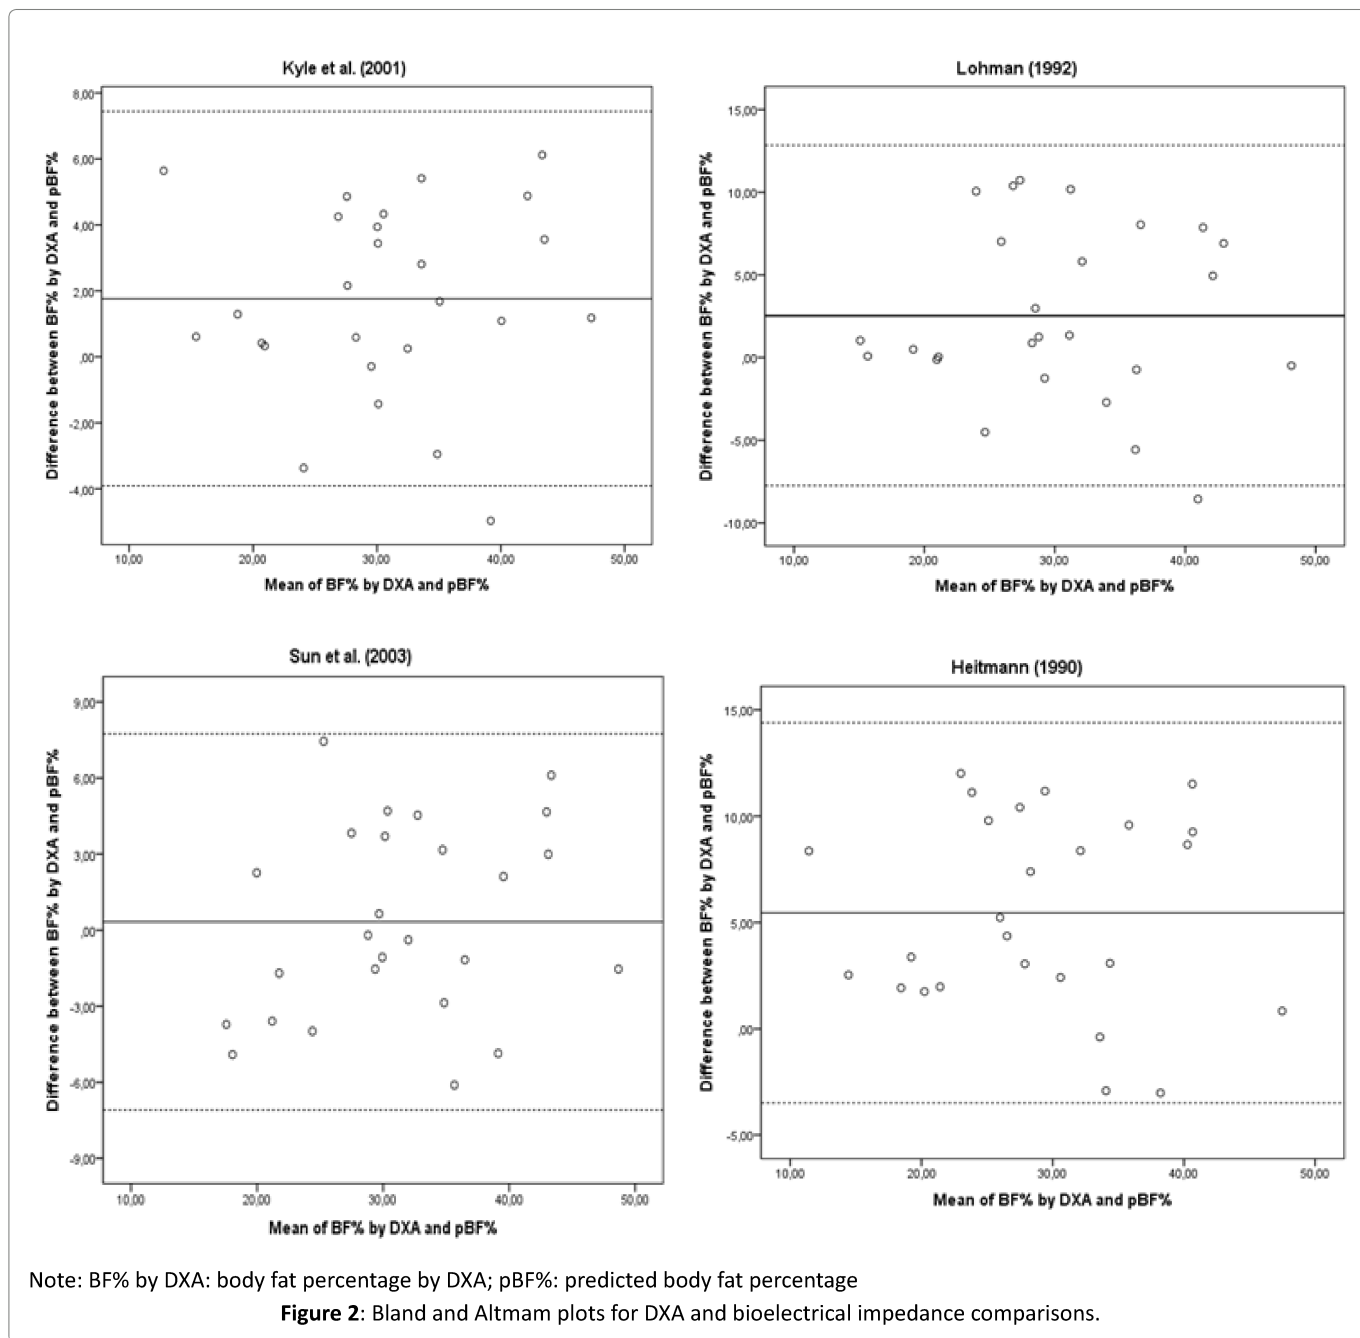 Kyle et al. (2001)
8,00
6,00
4,00
2,00
,00
-2,00
-4,00
Difference between BF% by DXA and pBF%
10,00 20,00 30,00 40,00 50,00
Mean of BF% by DXA and pBF%
Lohman (1992)
15,00
10,00
5,00
,00
-5,00
-10,00
Difference between BF% by DXA and pBF%
10,00 20,00 30,00 40,00 50,00
Mean of BF% by DXA and pBF%
Sun et al. (2003)
9,00
6,00
3,00
,00
-3,00
-6,00
-9,00
Difference between BF% by DXA and pBF%
10,00 20,00 30,00 40,00 50,00
Mean of BF% by DXA and pBF%
Heitmann (1990)
15,00
10,00
5,00
,00
-5,00
Difference between BF% by DXA and pBF%
10,00 20,00 30,00 40,00 50,00
Mean of BF% by DXA and pBF%
Note: BF% by DXA: body fat percentage by DXA; pBF%: predicted body fat percentage
Figure 2: Bland and Altmam plots for DXA and bioelectrical impedance comparisons.